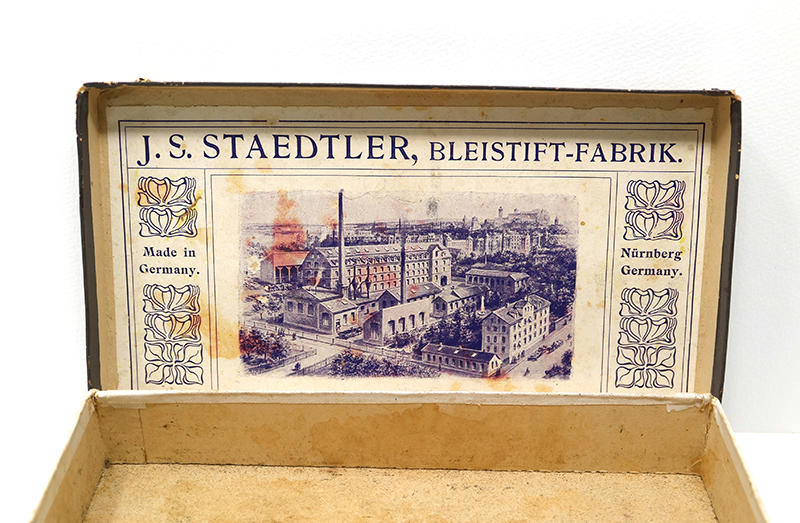 J. S. STAEDTLER, BLEISTIFT-FABRIK.
Made in
Germany.
Nürnberg
Germany.